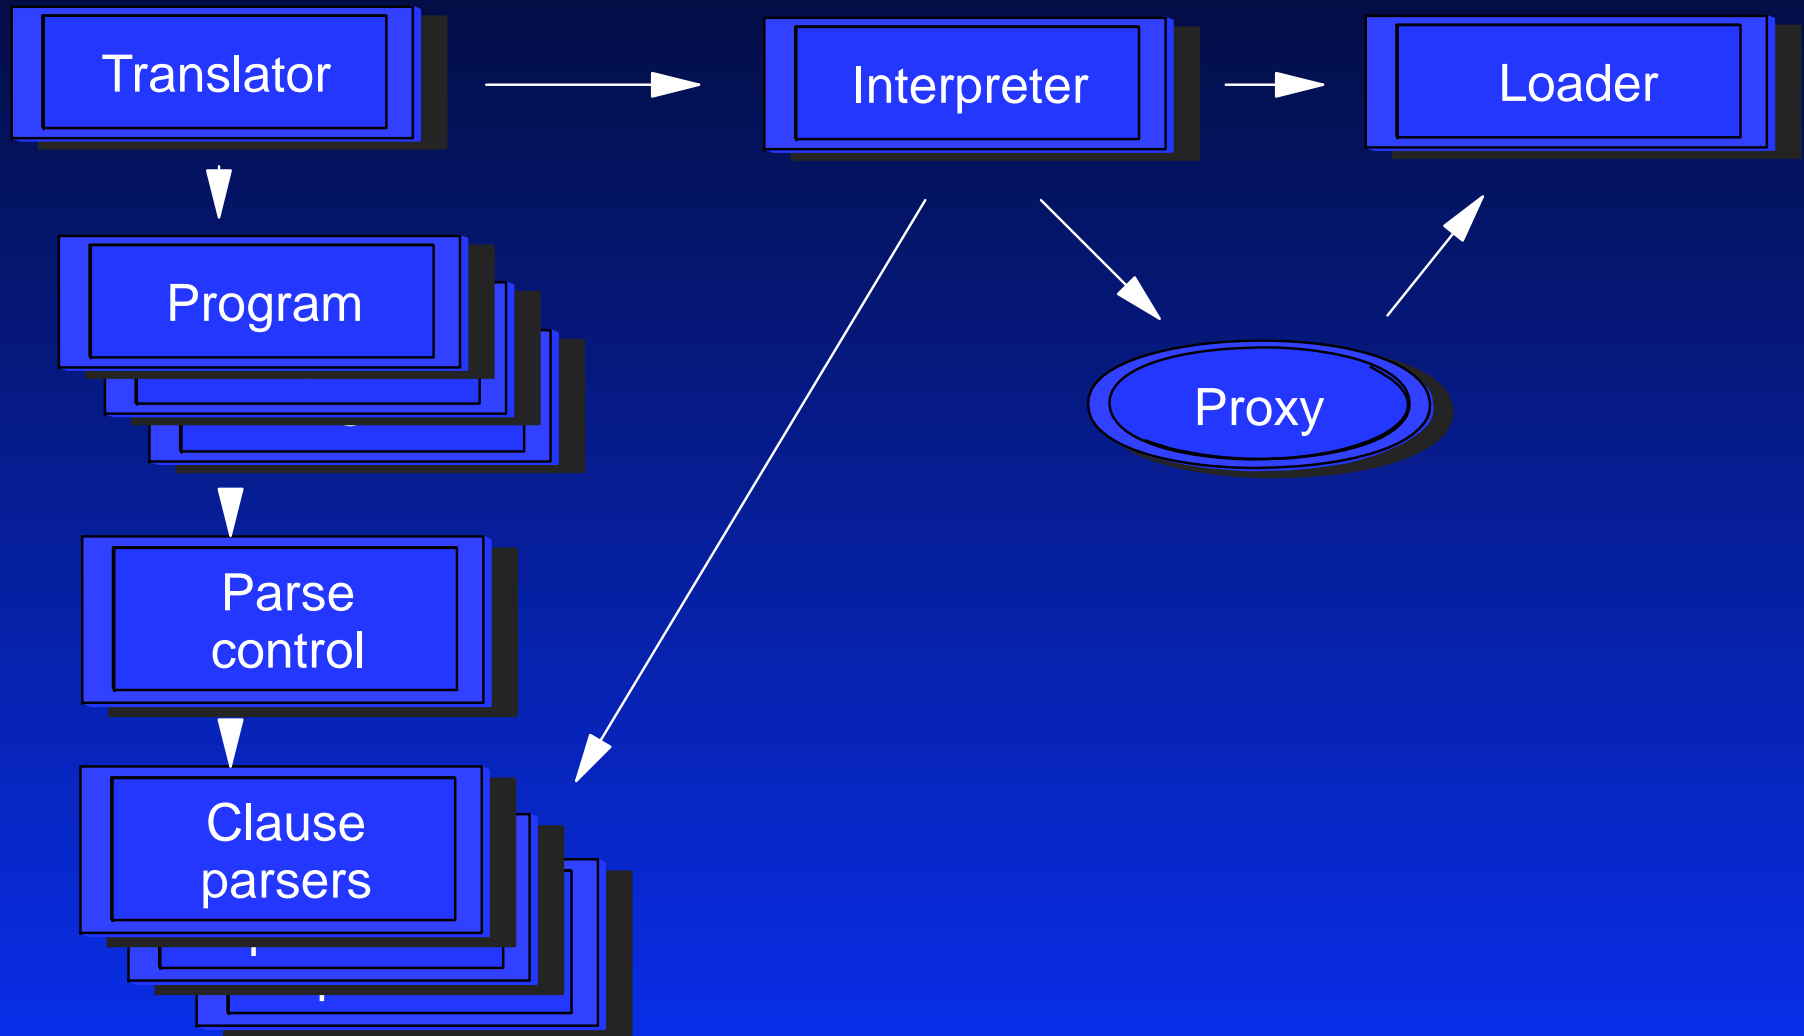 Translator
Interpreter
Loader
Program
Proxy
Parse
control
Clause
parsers